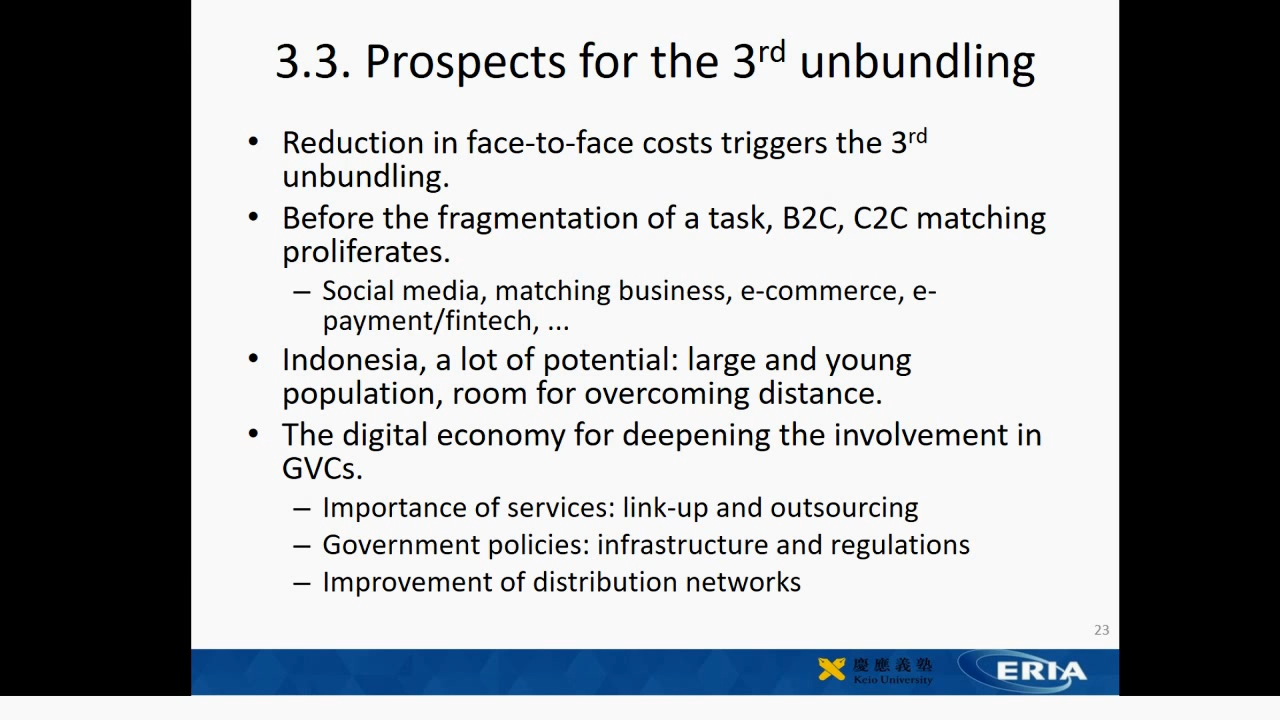 3.3. Prospects for the 3rd unbundling
• Reduction in face-to-face costs triggers the 3rd
unbundling.
• Before the fragmentation of a task, B2C, C2C matching
proliferates.
– Social media, matching business, e-commerce, e-
payment/fintech, ...
• Indonesia, a lot of potential: large and young
population, room for overcoming distance.
• The digital economy for deepening the involvement in
GVCs.
– Importance of services: link-up and outsourcing
– Government policies: infrastructure and regulations
– Improvement of distribution networks
23
慶應義塾
Keio University
ERIA